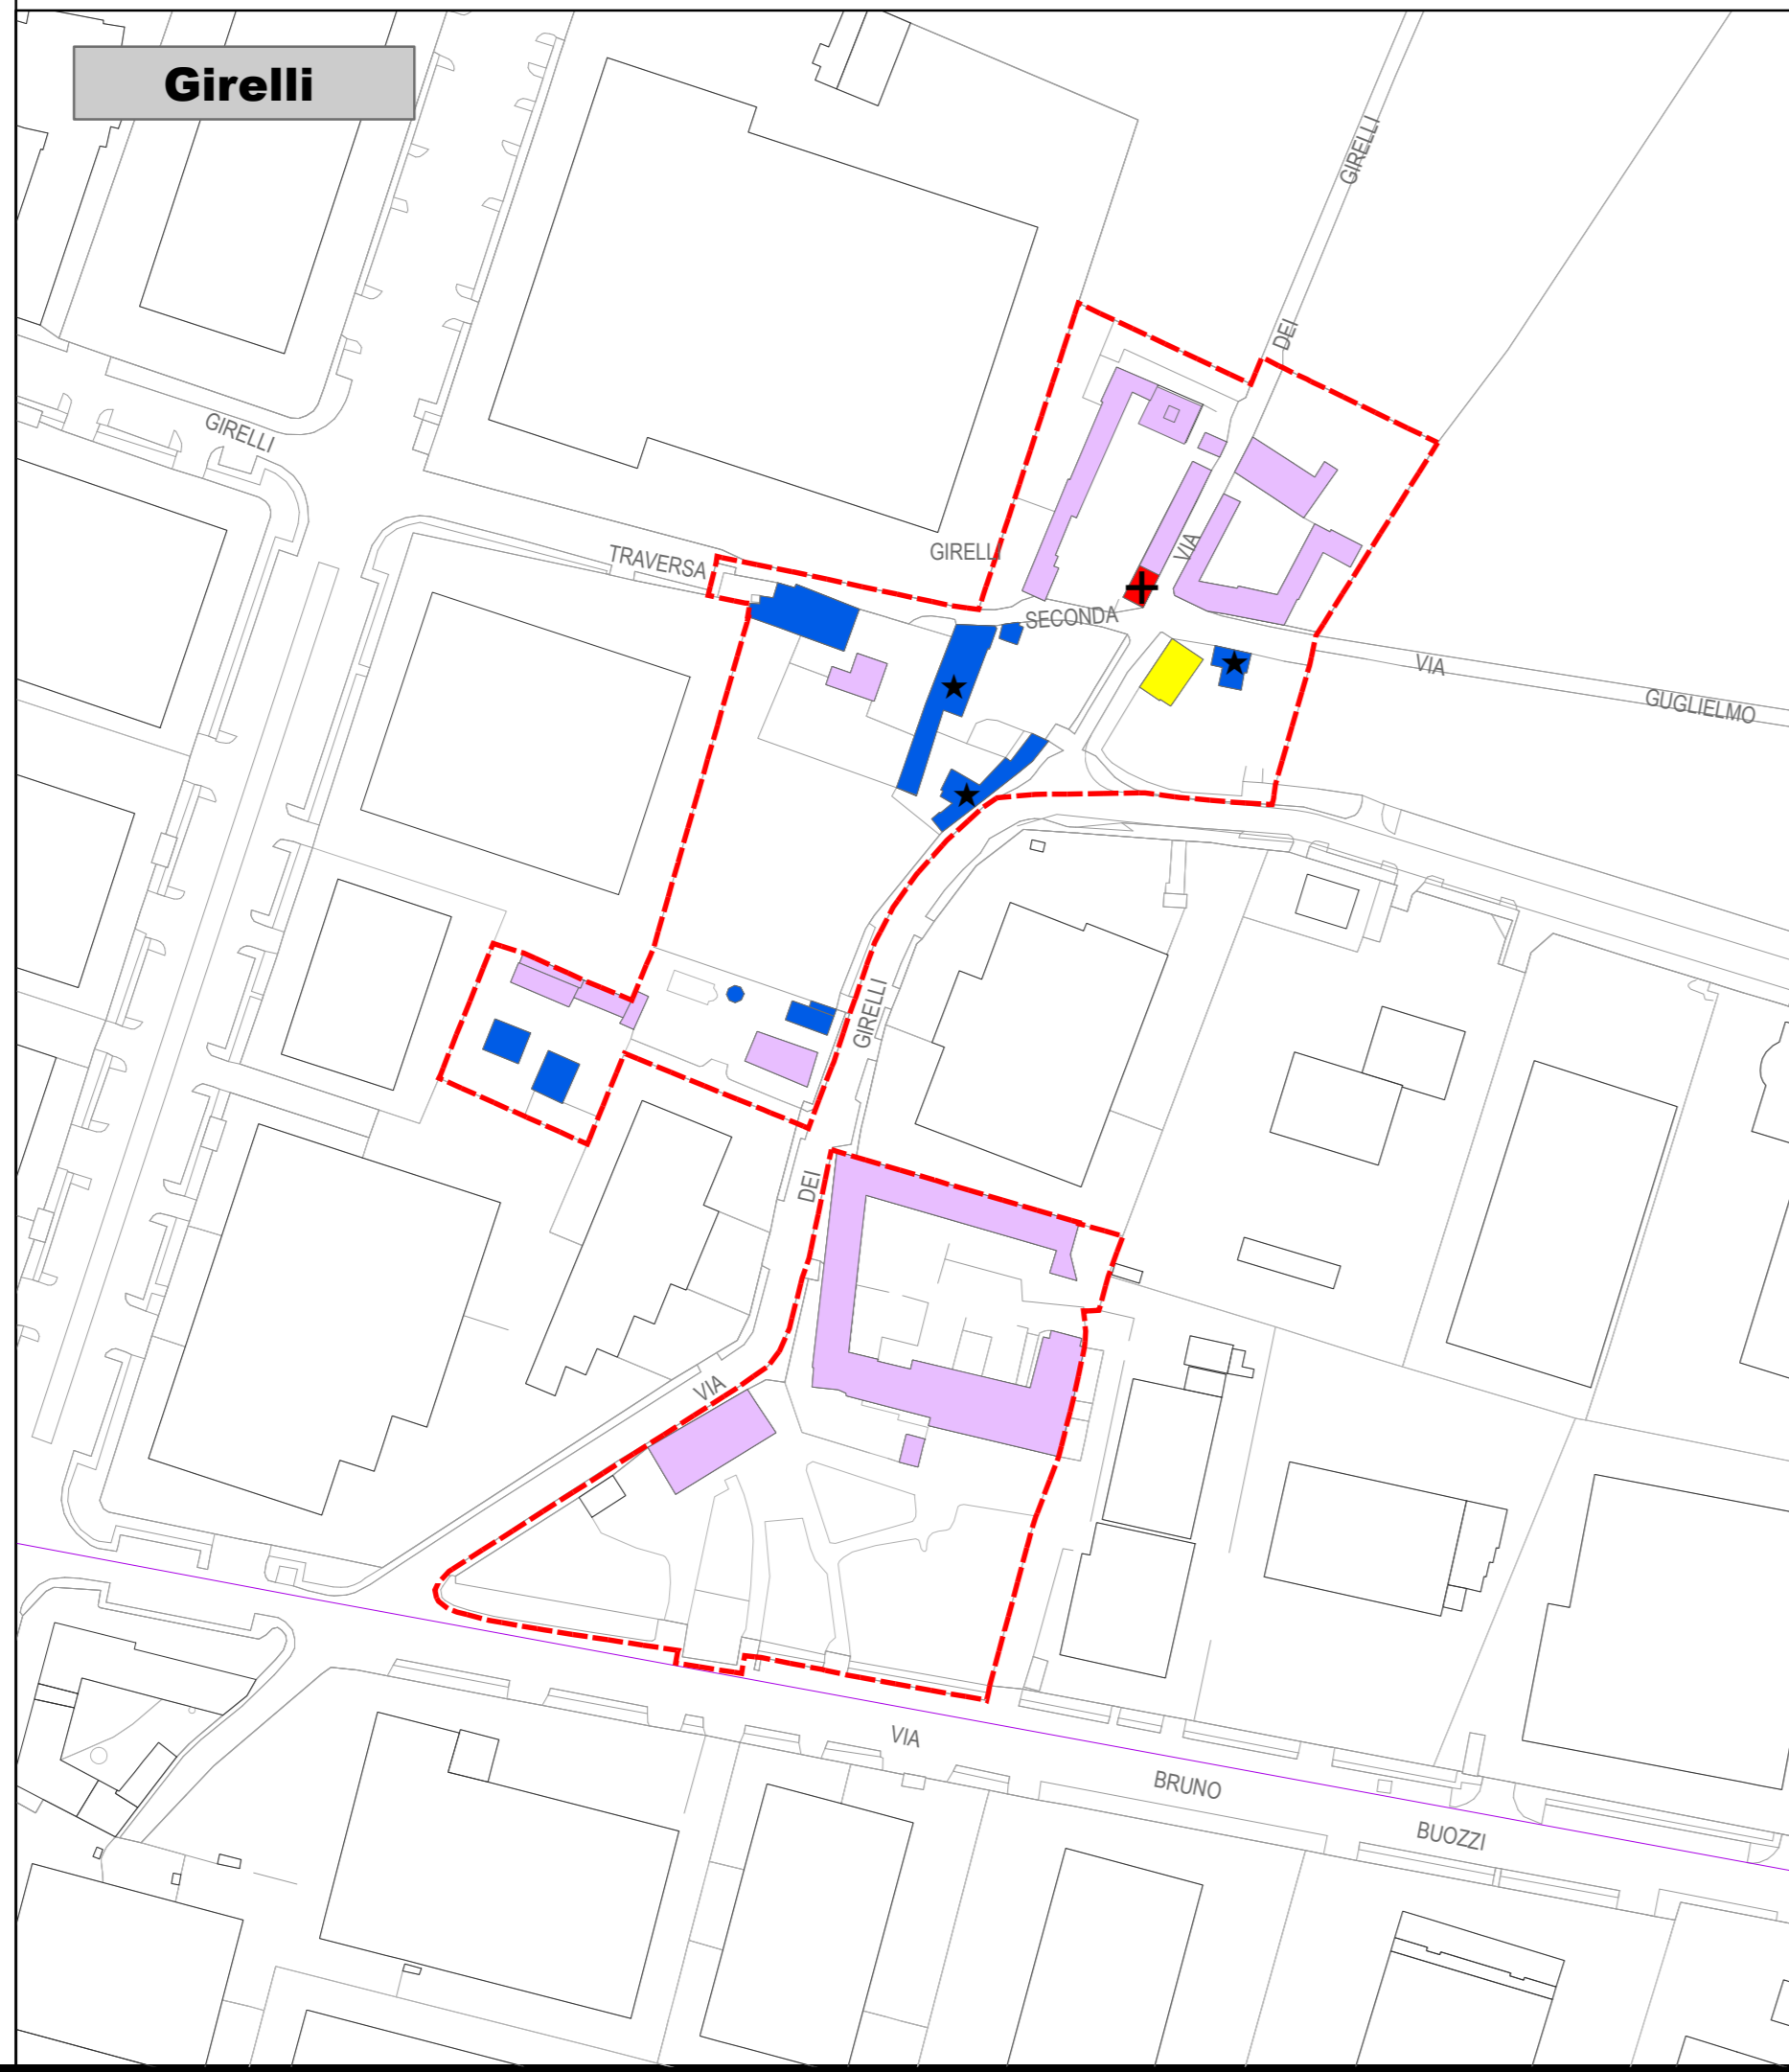 Girelli
GIRELLI
DEI
GIRELLI
TRAVERSA
GIRELLI
VIA
SECONDA
VIA
GUGLIELMO
GIRELLI
DEI
VIA
VIA
BRUNO
BUOZZI